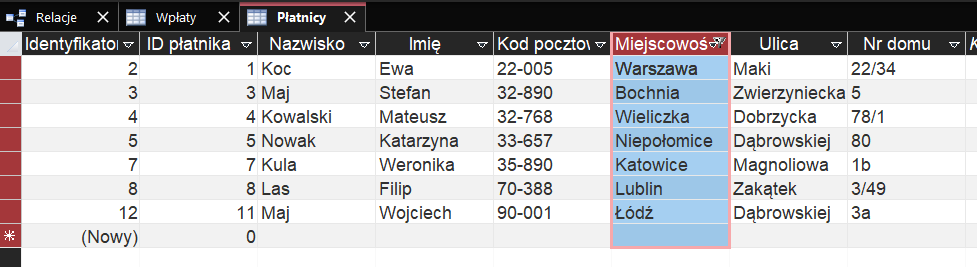 Relacje Wpłaty Płatnicy
Identyfikator ID płatnika Nazwisko Imię Kod pocztow Miejscowoś Ulica Nr domu K
2 1 Koc Ewa 22-005 Warszawa Maki 22/34
3 3 Maj Stefan 32-890 Bochnia Zwierzyniecka 5
4 4 Kowalski Mateusz 32-768 Wieliczka Dobrzycka 78/1
5 5 Nowak Katarzyna 33-657 Niepołomice Dąbrowskiej 80
7 7 Kula Weronika 35-890 Katowice Magnoliowa 1b
8 8 Las Filip 70-388 Lublin Zakątek 3/49
12 11 Maj Wojciech 90-001 Łódź Dąbrowskiej 3a
(Nowy) 0